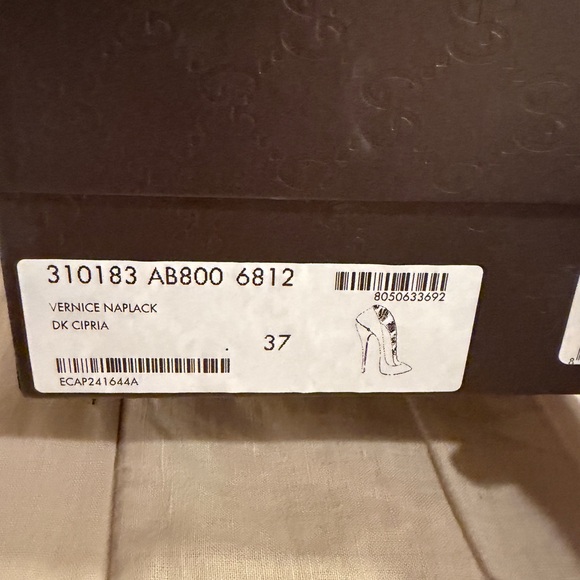 310183 AB800 6812
8050633692
VERNICE NAPLACK
DK CIPRIA
37
ECAP241644A